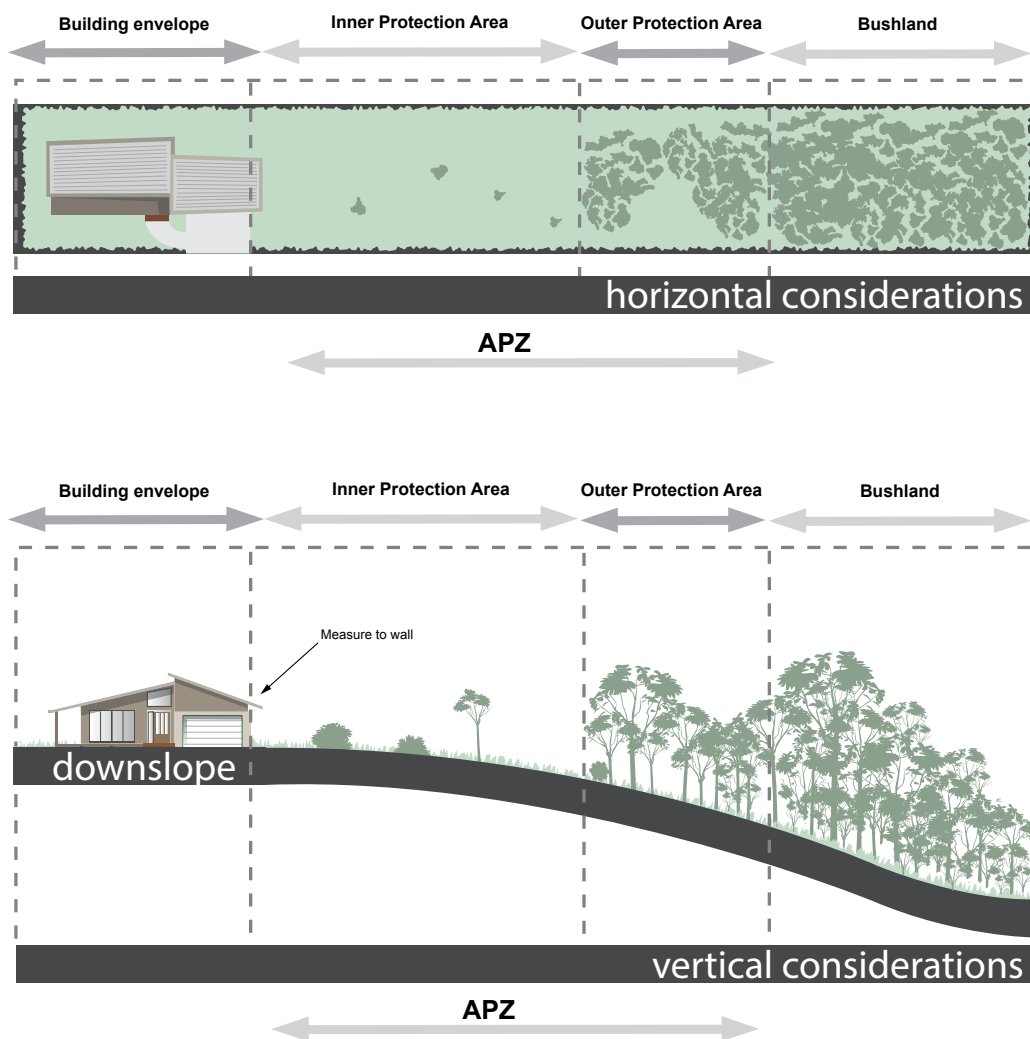 Building envelope
Inner Protection Area
Outer Protection Area
Bushland
horizontal considerations
APZ
Building envelope
Inner Protection Area
Outer Protection Area
Bushland
Measure to wall
downslope
vertical considerations
APZ